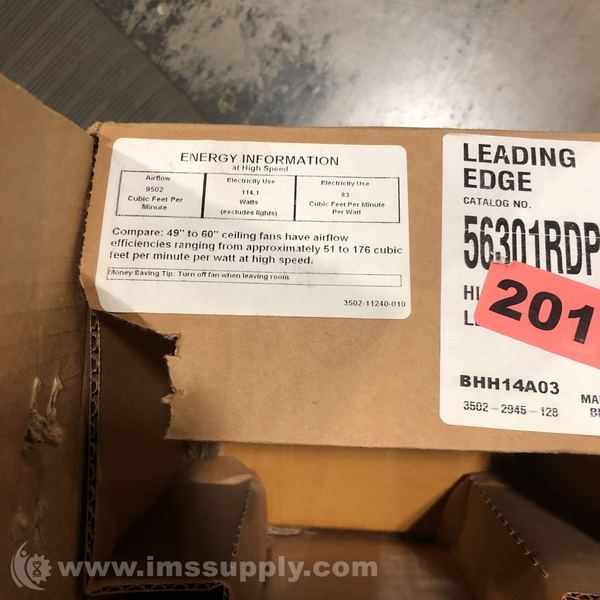 ENERGY INFORMATION
at High Speed
Airflow
9502
Cubic Feet Per
Minute
Electricity Use
114.1
Watts
(excludes lights)
Electricity Use
83
Cubic Feet Per Minute
Per Watt
Compare: 49" to 60" ceiling fans have airflow
efficiencies ranging from approximately 51 to 176 cubic
feet per minute per watt at high speed.
Money Saving Tip: Turn off fan when leaving room.
3502-11240-010
LEADING
EDGE
CATALOG NO.
56301RDP
201
BHH14A03
3502-2945-128
www.imssupply.com